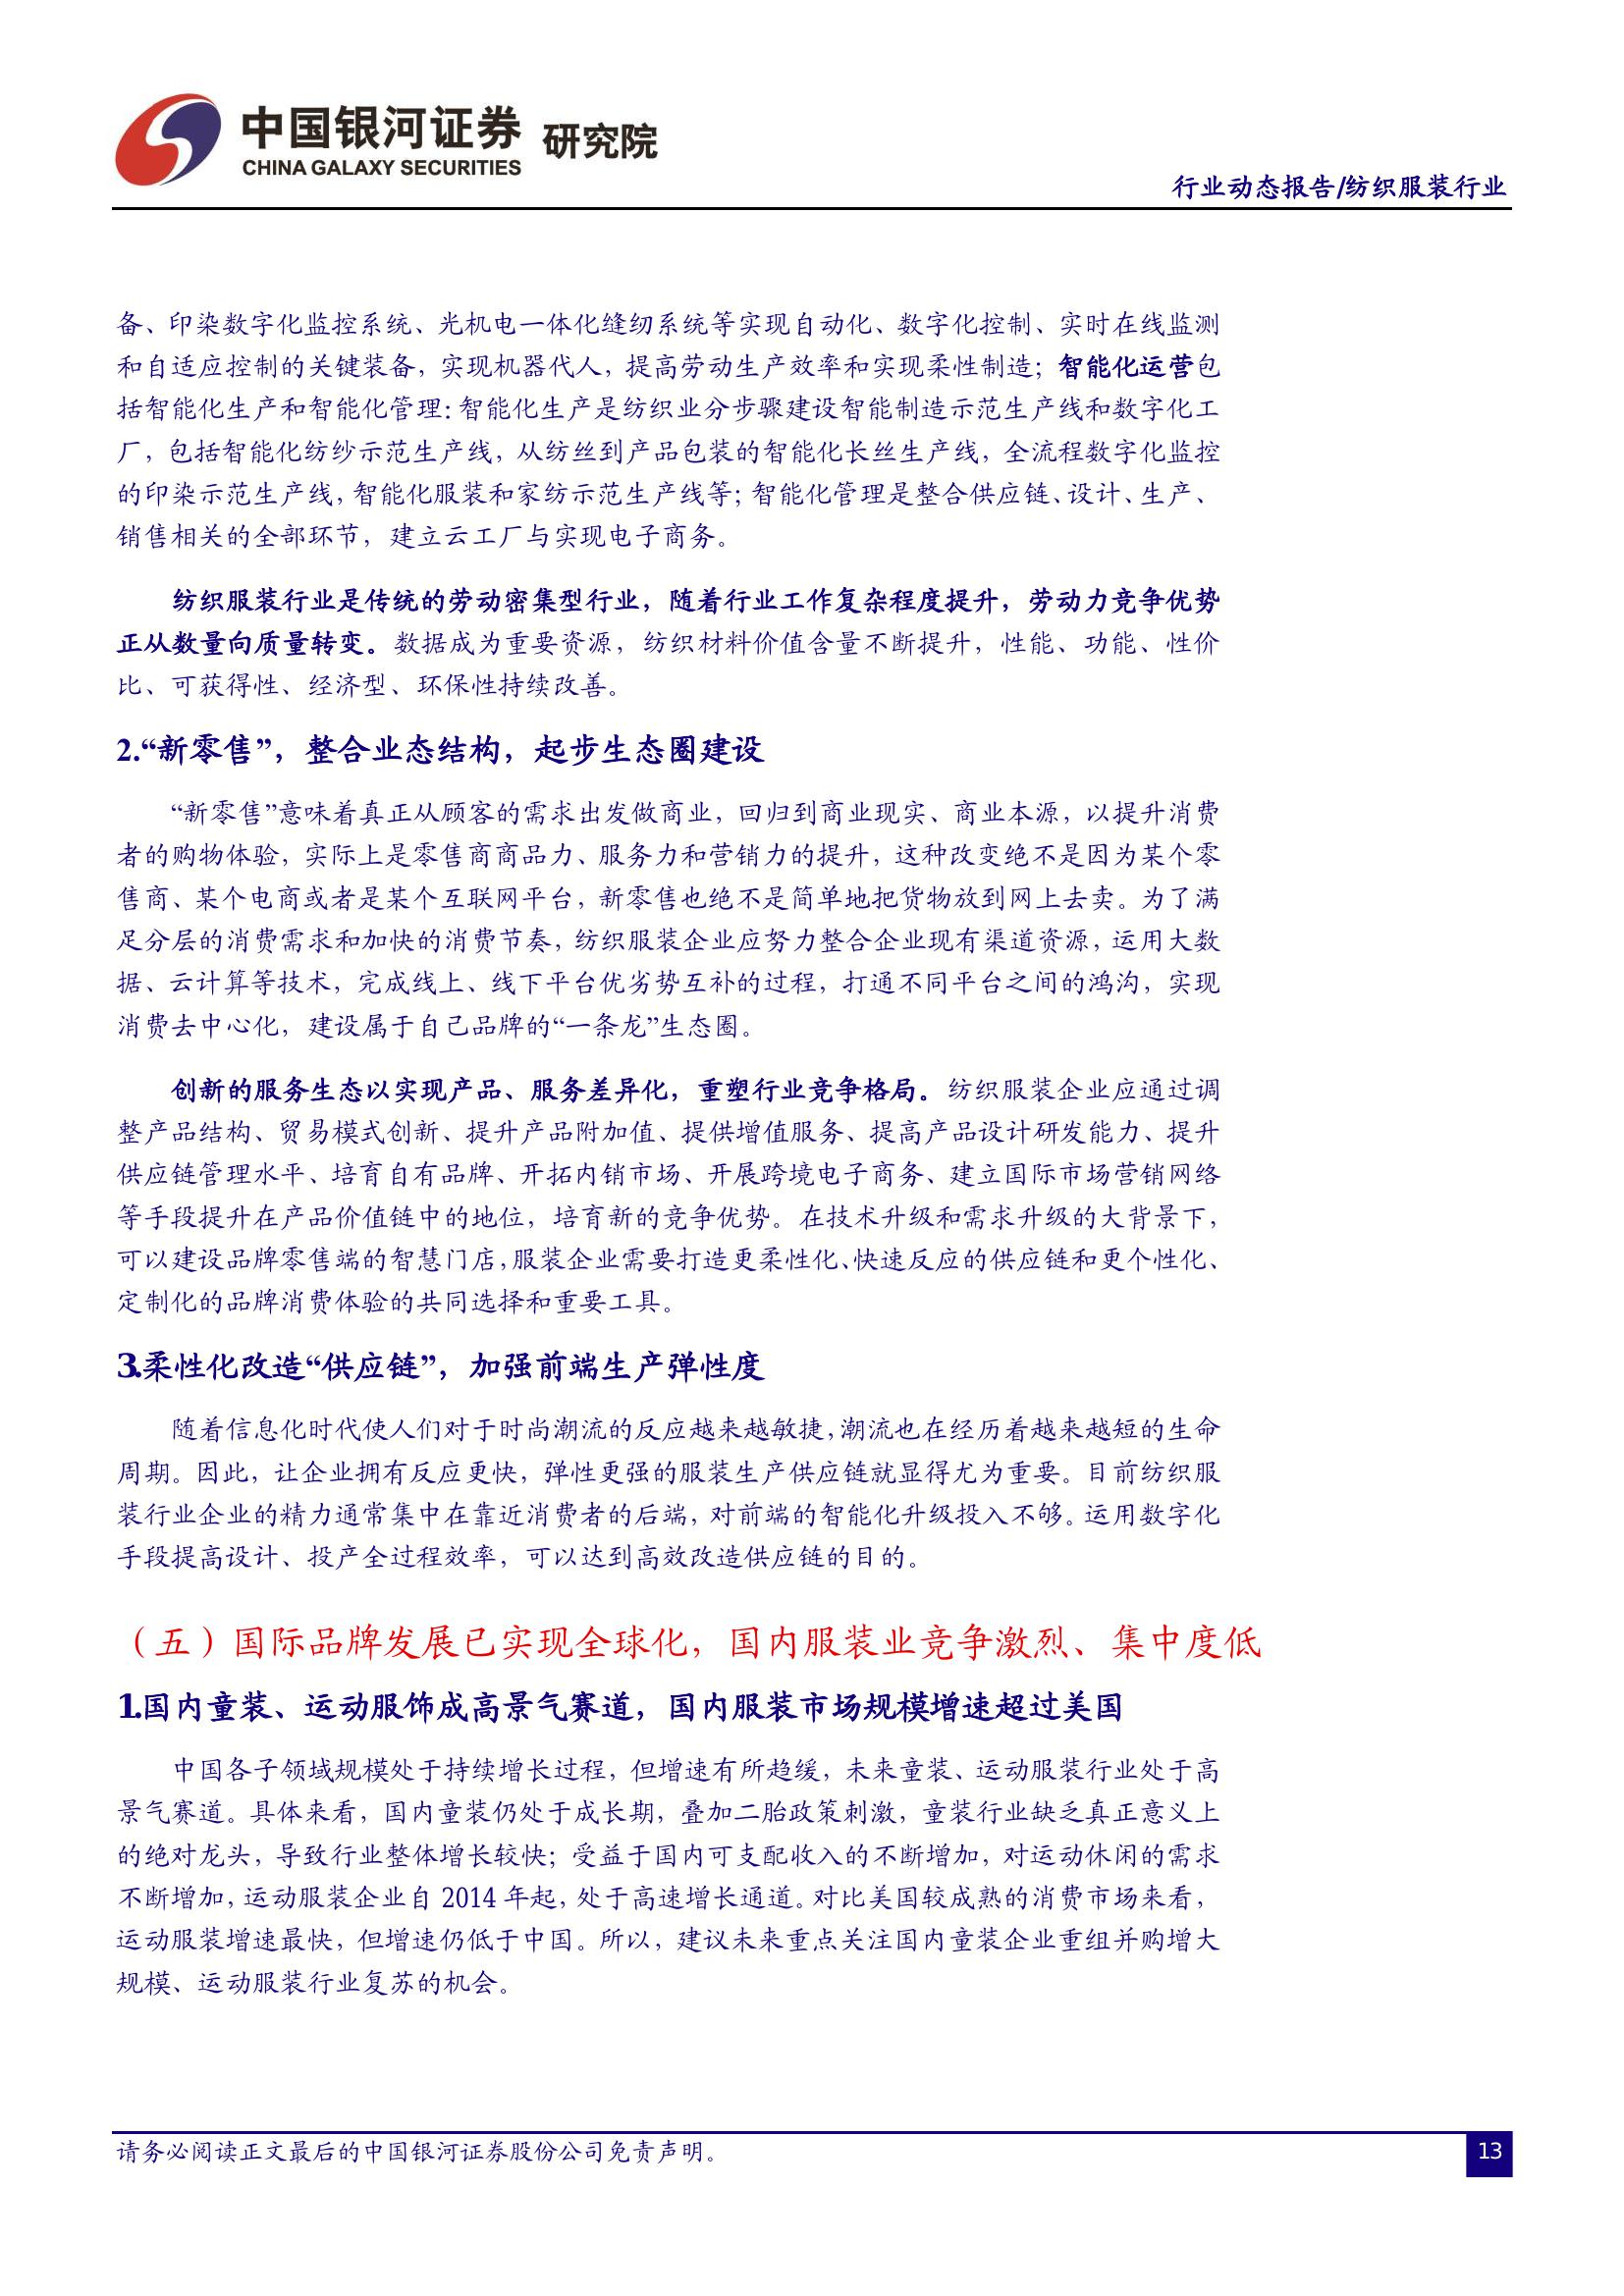 中国银河证券 研究院
CHINA GALAXY SECURITIES
行业动态报告/纺织服装行业
备、印染数字化监控系统、光机电一体化缝纫系统等实现自动化、数字化控制、实时在线监测
和自适应控制的关键装备，实现机器代人，提高劳动生产效率和实现柔性制造；智能化运营包
括智能化生产和智能化管理：智能化生产是纺织业分步骤建设智能制造示范生产线和数字化工
厂，包括智能化纺纱示范生产线，从纺丝到产品包装的智能化长丝生产线，全流程数字化监控
的印染示范生产线，智能化服装和家纺示范生产线等；智能化管理是整合供应链、设计、生产、
销售相关的全部环节，建立云工厂与实现电子商务。
纺织服装行业是传统的劳动密集型行业，随着行业工作复杂程度提升，劳动力竞争优势
正从数量向质量转变。数据成为重要资源，纺织材料价值含量不断提升，性能、功能、性价
比、可获得性、经济型、环保性持续改善。
2.“新零售”，整合业态结构，起步生态圈建设
“新零售”意味着真正从顾客的需求出发做商业，回归到商业现实、商业本源，以提升消费
者的购物体验，实际上是零售商商品力、服务力和营销力的提升，这种改变绝不是因为某个零
售商、某个电商或者是某个互联网平台，新零售也绝不是简单地把货物放到网上去卖。为了满
足分层的消费需求和加快的消费节奏，纺织服装企业应努力整合企业现有渠道资源，运用大数
据、云计算等技术，完成线上、线下平台优劣势互补的过程，打通不同平台之间的鸿沟，实现
消费去中心化，建设属于自己品牌的“一条龙”生态圈。
创新的服务生态以实现产品、服务差异化，重塑行业竞争格局。纺织服装企业应通过调
整产品结构、贸易模式创新、提升产品附加值、提供增值服务、提高产品设计研发能力、提升
供应链管理水平、培育自有品牌、开拓内销市场、开展跨境电子商务、建立国际市场营销网络
等手段提升在产品价值链中的地位，培育新的竞争优势。在技术升级和需求升级的大背景下，
可以建设品牌零售端的智慧门店，服装企业需要打造更柔性化、快速反应的供应链和更个性化、
定制化的品牌消费体验的共同选择和重要工具。
3.柔性化改造“供应链”，加强前端生产弹性度
随着信息化时代使人们对于时尚潮流的反应越来越敏捷，潮流也在经历着越来越短的生命
周期。因此，让企业拥有反应更快，弹性更强的服装生产供应链就显得尤为重要。目前纺织服
装行业企业的精力通常集中在靠近消费者的后端，对前端的智能化升级投入不够。运用数字化
手段提高设计、投产全过程效率，可以达到高效改造供应链的目的。
（五）国际品牌发展已实现全球化，国内服装业竞争激烈、集中度低
1.国内童装、运动服饰成高景气赛道，国内服装市场规模增速超过美国
中国各子领域规模处于持续增长过程，但增速有所趋缓，未来童装、运动服装行业处于高
景气赛道。具体来看，国内童装仍处于成长期，叠加二胎政策刺激，童装行业缺乏真正意义上
的绝对龙头，导致行业整体增长较快；受益于国内可支配收入的不断增加，对运动休闲的需求
不断增加，运动服装企业自 2014 年起，处于高速增长通道。对比美国较成熟的消费市场来看，
运动服装增速最快，但增速仍低于中国。所以，建议未来重点关注国内童装企业重组并购增大
规模、运动服装行业复苏的机会。
请务必阅读正文最后的中国银河证券股份公司免责声明。
13